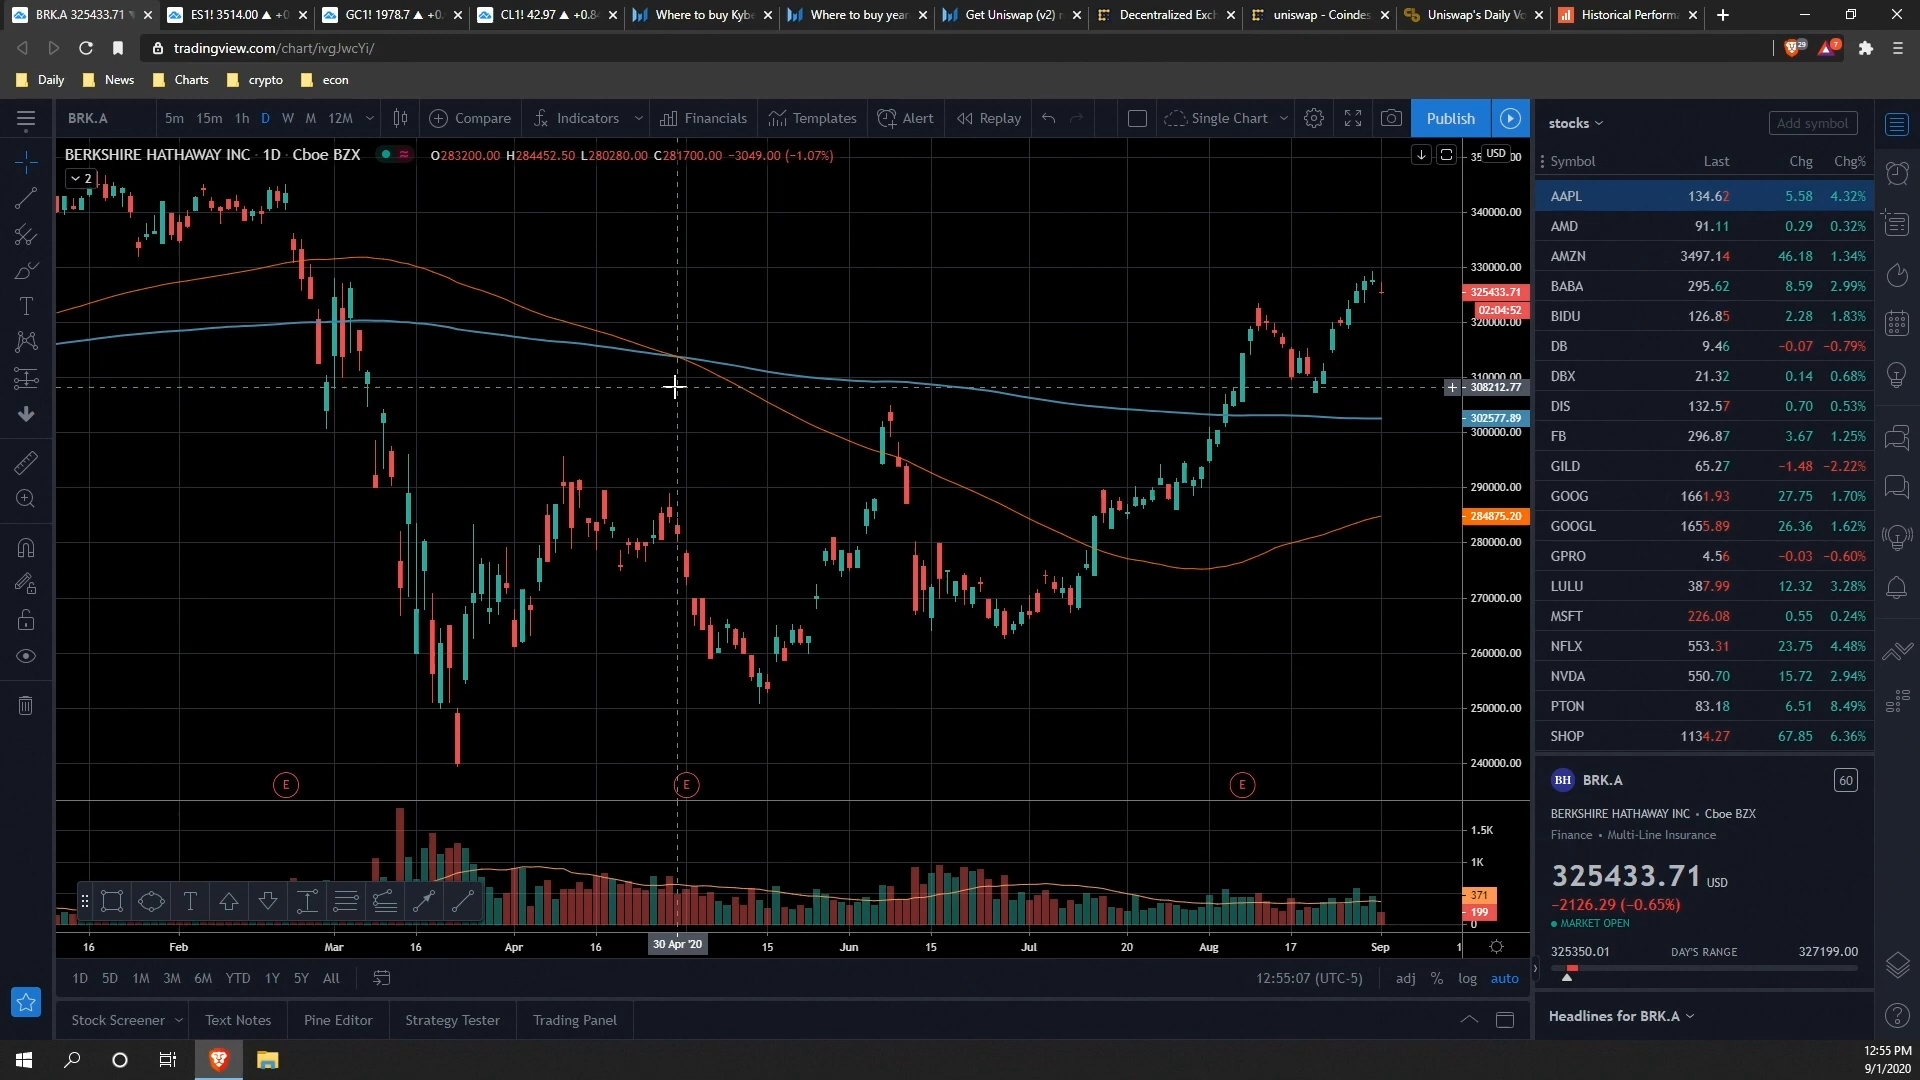 BRK.A 325433.71
ES1! 3514.00 ▲ +0
GC1! 1978.7 ▲ +0.
CL1! 42.97 ▲ +0.8
Where to buy Kybe
Where to buy year
Get Uniswap (v2) r
Decentralized Exc
uniswap - Coindes
Uniswap's Daily Vo
Historical Perform
tradingview.com/chart/ivgJwcYi/
29
7
Daily News Charts crypto econ
BRK.A 5m 15m 1h D W M 12M Compare Indicators Financials Templates Alert Replay Single Chart Publish
stocks Add symbol
BERKSHIRE HATHAWAY INC · 1D · Cboe BZX O283200.00 H284452.50 L280280.00 C281700.00 −3049.00 (−1.07%)
2
USD
Symbol Last Chg Chg%
AAPL 134.62 5.58 4.32%
AMD 91.11 0.29 0.32%
AMZN 3497.14 46.18 1.34%
BABA 295.62 8.59 2.99%
BIDU 126.85 2.28 1.83%
DB 9.46 −0.07 −0.79%
DBX 21.32 0.14 0.68%
DIS 132.57 0.70 0.53%
FB 296.87 3.67 1.25%
GILD 65.27 −1.48 −2.22%
GOOG 1661.93 27.75 1.70%
GOOGL 1655.89 26.36 1.62%
GPRO 4.56 −0.03 −0.60%
LULU 387.99 12.32 3.28%
MSFT 226.08 0.55 0.24%
NFLX 553.31 23.75 4.48%
NVDA 550.70 15.72 2.94%
PTON 83.18 6.51 8.49%
SHOP 1134.27 67.85 6.36%
340000.00
330000.00
325433.71
02:04:52
320000.00
310000.00
308212.77
302577.89
300000.00
290000.00
284875.20
280000.00
270000.00
260000.00
250000.00
240000.00
E E E
1.5K
1K
371
199
0
16 Feb Mar 16 Apr 16 30 Apr '20 15 Jun 15 Jul 20 Aug 17 Sep 1
BH BRK.A 60
BERKSHIRE HATHAWAY INC • Cboe BZX
Finance • Multi-Line Insurance
325433.71 USD
−2126.29 (−0.65%)
MARKET OPEN
325350.01 DAY'S RANGE 327199.00
Headlines for BRK.A
1D 5D 1M 3M 6M YTD 1Y 5Y All 12:55:07 (UTC-5) adj % log auto
Stock Screener Text Notes Pine Editor Strategy Tester Trading Panel
12:55 PM
9/1/2020